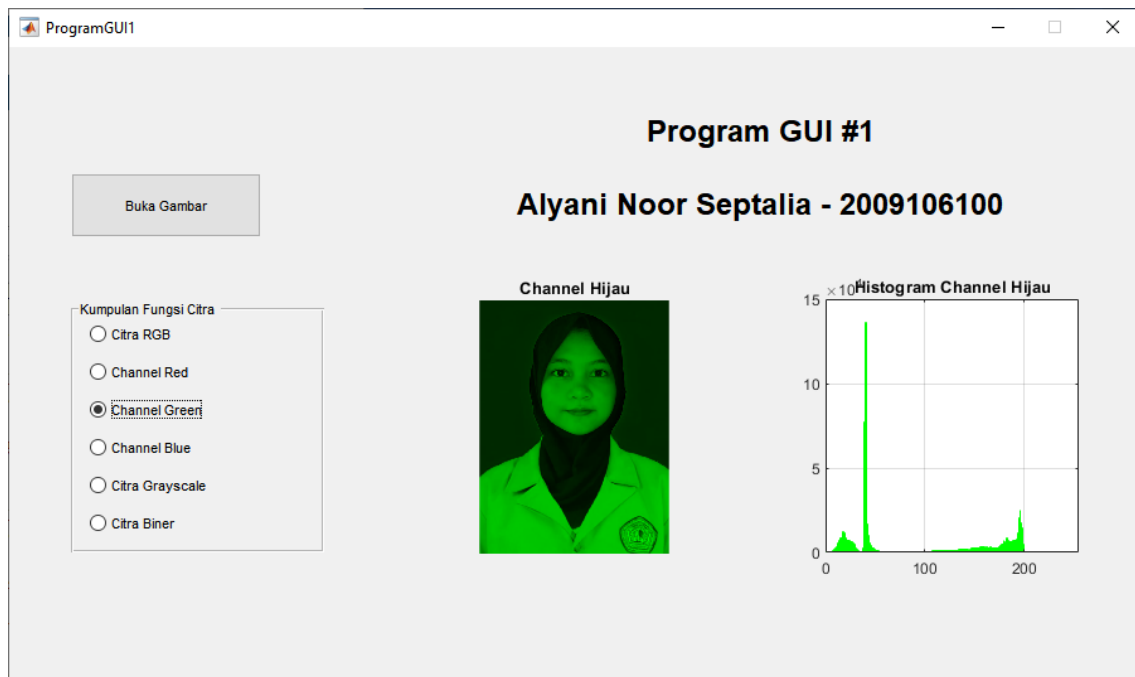 ProgramGUI1
Program GUI #1
Buka Gambar
Alyani Noor Septalia - 2009106100
Kumpulan Fungsi Citra
Citra RGB
Channel Red
Channel Green
Channel Blue
Citra Grayscale
Citra Biner
Channel Hijau
Histogram Channel Hijau
×10
15
10
5
0
0 100 200